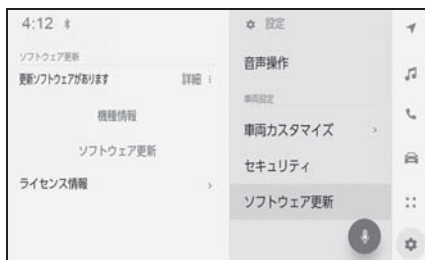 4:12
ソフトウェア更新
更新ソフトウェアがあります
詳細
機種情報
ソフトウェア更新
ライセンス情報
設定
音声操作
車両設定
車両カスタマイズ
セキュリティ
ソフトウェア更新